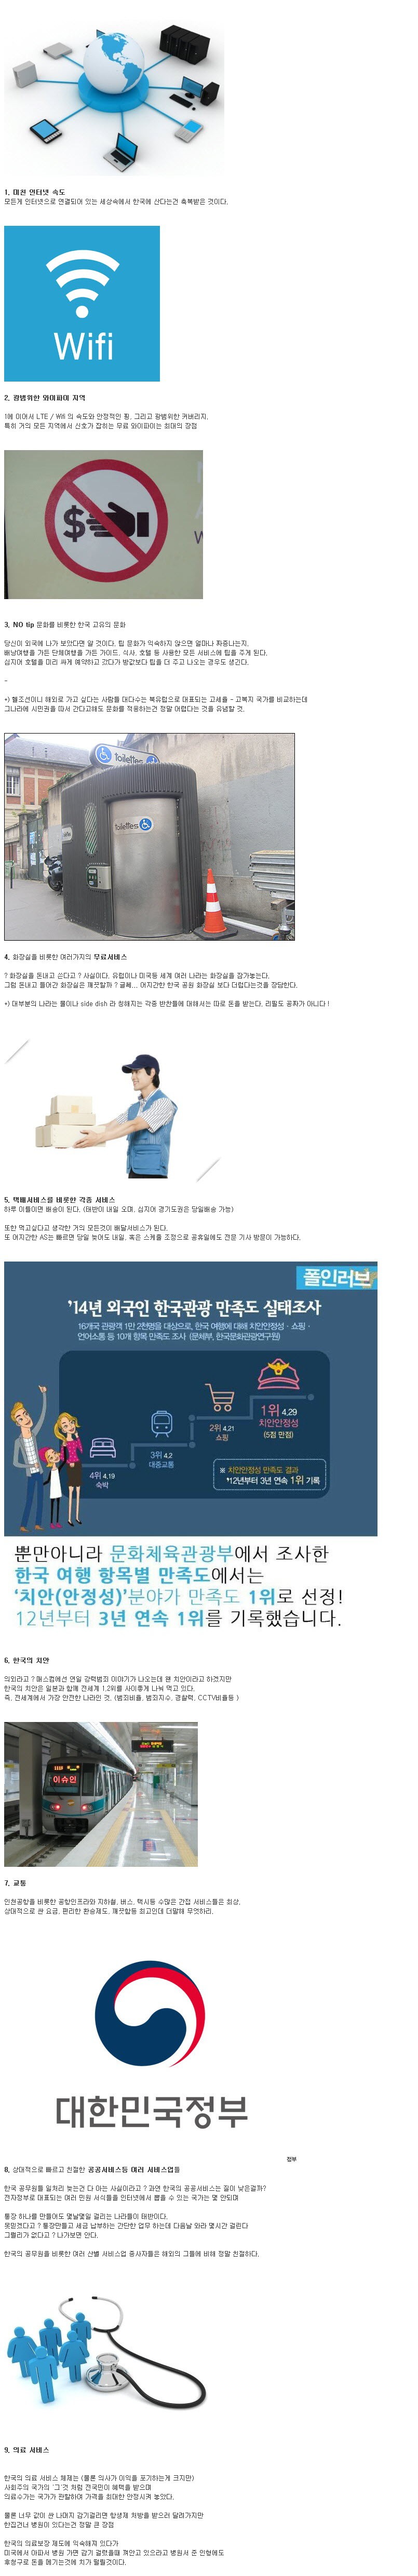 1. 미친 인터넷 속도
모든게 인터넷으로 연결되어 있는 세상속에서 한국에 산다는건 축복받은 것이다.
Wifi
2. 광범위한 와이파이 지역
1에 이어서 LTE / Wifi 의 속도와 안정적인 핑, 그리고 광범위한 커버리지,
특히 거의 모든 지역에서 신호가 잡히는 무료 와이파이는 최대의 장점
$
3. NO tip 문화를 비롯한 한국 고유의 문화
당신이 외국에 나가 보았다면 알 것이다. 팁 문화가 익숙하지 않으면 얼마나 짜증나는지,
배낭여행을 가든 단체여행을 가든 가이드, 식사, 호텔 등 사용한 모든 서비스에 팁을 주게 된다.
심지어 호텔을 미리 싸게 예약하고 갔다가 방값보다 팁을 더 주고 나오는 경우도 생긴다.
-
+) 헬조선이니 해외로 가고 싶다는 사람들 대다수는 북유럽으로 대표되는 고세율 - 고복지 국가를 비교하는데
그나라에 시민권을 따서 간다고해도 문화를 적응하는건 정말 어렵다는 것을 유념할 것.
toilettes
toilettes
4. 화장실을 비롯한 여러가지의 무료서비스
? 화장실을 돈내고 쓴다고 ? 사실이다. 유럽이나 미국등 세계 여러 나라는 화장실을 잠가놓는다.
그럼 돈내고 들어간 화장실은 깨끗할까 ? 글쎄... 어지간한 한국 공원 화장실 보다 더럽다는것을 장담한다.
+) 대부분의 나라는 물이나 side dish 라 칭해지는 각종 반찬들에 대해서는 따로 돈을 받는다. 리필도 공짜가 아니다 !
5. 택배서비스를 비롯한 각종 서비스
하루 이틀이면 배송이 된다. (태반이 내일 오며, 심지어 경기도권은 당일배송 가능)
또한 먹고싶다고 생각한 거의 모든것이 배달서비스가 된다.
또 어지간한 AS는 빠르면 당일 늦어도 내일, 혹은 스케쥴 조정으로 공휴일에도 전문 기사 방문이 가능하다.
폴인러브
'14년 외국인 한국관광 만족도 실태조사
16개국 관광객 1만 2천명을 대상으로, 한국 여행에 대해 치안안정성 · 쇼핑 ·
언어소통 등 10개 항목 만족도 조사 (문체부, 한국문화관광연구원)
1위 4,29
치안안정성
(5점 만점)
2위 4,21
쇼핑
3위 4.2
대중교통
4위 4,19
숙박
※ 치안안정성 만족도 결과
'12년부터 3년 연속 1위 기록
뿐만아니라 문화체육관광부에서 조사한
한국 여행 항목별 만족도에서는
'치안(안정성)'분야가 만족도 1위로 선정!
12년부터 3년 연속 1위를 기록했습니다.
6. 한국의 치안
의외라고 ? 매스컴에선 연일 강력범죄 이야기가 나오는데 왠 치안이라고 하겠지만
한국의 치안은 일본과 함께 전세계 1,2위를 사이좋게 나눠 먹고 있다.
즉, 전세계에서 가장 안전한 나라인 것. (범죄비율, 범죄지수, 경찰력, CCTV비율등 )
이슈인
7. 교통
인천공항을 비롯한 공항인프라와 지하철, 버스, 택시등 수많은 간접 서비스들은 최상,
상대적으로 싼 요금, 편리한 환승제도, 깨끗함등 최고인데 더말해 무엇하리.
대한민국정부
정부
8. 상대적으로 빠르고 친절한 공공서비스등 여러 서비스업들
한국 공무원들 일처리 늦는건 다 아는 사실이라고 ? 과연 한국의 공공서비스는 질이 낮은걸까?
전자정부로 대표되는 여러 민원 서식들을 인터넷에서 뽑을 수 있는 국가는 몇 안되며
통장 하나를 만들어도 몇날몇일 걸리는 나라들이 태반이다.
못믿겠다고 ? 통장만들고 세금 납부하는 간단한 업무 하는데 다음날 와라 몇시간 걸린다
그럴리가 없다고 ? 나가보면 안다.
한국의 공무원을 비롯한 여러 산별 서비스업 종사자들은 해외의 그들에 비해 정말 친절하다.
9. 의료 서비스
한국의 의료 서비스 체제는 (물론 의사가 이익을 포기하는게 크지만)
사회주의 국가의 '그'것 처럼 전국민이 혜택을 받으며
의료수가는 국가가 관할하여 가격을 최대한 안정시켜 놓았다.
물론 너무 값이 싼 나머지 감기걸리면 항생제 처방을 받으러 달려가지만
한집건너 병원이 있다는건 정말 큰 장점
한국의 의료보장 제도에 익숙해져 있다가
미국에서 아파서 병원 가면 감기 걸렸을때 껴안고 있으라고 병원서 준 인형에도
후청구로 돈을 메기는것에 치가 떨릴것이다.